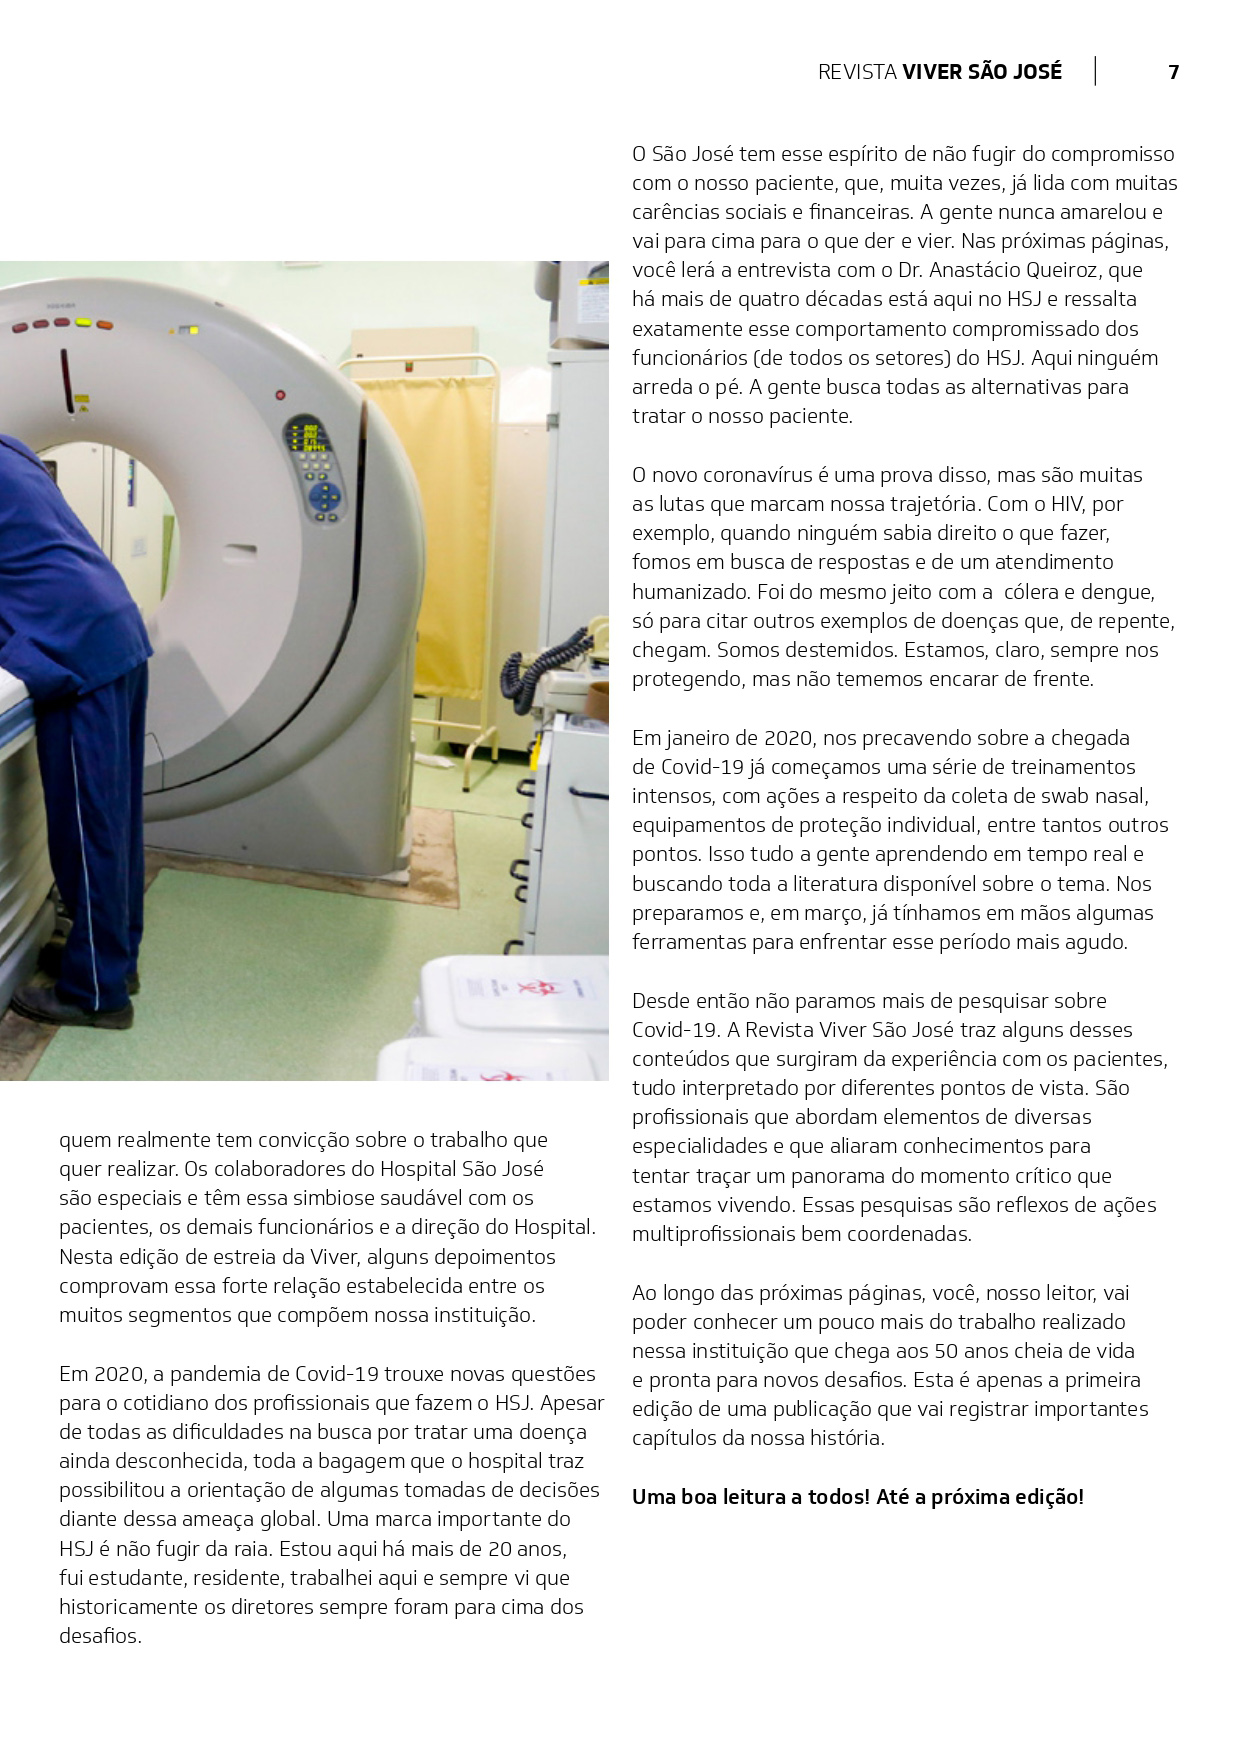 REVISTA VIVER SÃO JOSÉ 7
quem realmente tem convicção sobre o trabalho que
quer realizar. Os colaboradores do Hospital São José
são especiais e têm essa simbiose saudável com os
pacientes, os demais funcionários e a direção do Hospital.
Nesta edição de estreia da Viver, alguns depoimentos
comprovam essa forte relação estabelecida entre os
muitos segmentos que compõem nossa instituição.
Em 2020, a pandemia de Covid-19 trouxe novas questões
para o cotidiano dos profissionais que fazem o HSJ. Apesar
de todas as dificuldades na busca por tratar uma doença
ainda desconhecida, toda a bagagem que o hospital traz
possibilitou a orientação de algumas tomadas de decisões
diante dessa ameaça global. Uma marca importante do
HSJ é não fugir da raia. Estou aqui há mais de 20 anos,
fui estudante, residente, trabalhei aqui e sempre vi que
historicamente os diretores sempre foram para cima dos
desafios.
O São José tem esse espírito de não fugir do compromisso
com o nosso paciente, que, muita vezes, já lida com muitas
carências sociais e financeiras. A gente nunca amarelou e
vai para cima para o que der e vier. Nas próximas páginas,
você lerá a entrevista com o Dr. Anastácio Queiroz, que
há mais de quatro décadas está aqui no HSJ e ressalta
exatamente esse comportamento compromissado dos
funcionários (de todos os setores) do HSJ. Aqui ninguém
arreda o pé. A gente busca todas as alternativas para
tratar o nosso paciente.
O novo coronavírus é uma prova disso, mas são muitas
as lutas que marcam nossa trajetória. Com o HIV, por
exemplo, quando ninguém sabia direito o que fazer,
fomos em busca de respostas e de um atendimento
humanizado. Foi do mesmo jeito com a  cólera e dengue,
só para citar outros exemplos de doenças que, de repente,
chegam. Somos destemidos. Estamos, claro, sempre nos
protegendo, mas não tememos encarar de frente.
Em janeiro de 2020, nos precavendo sobre a chegada
de Covid-19 já começamos uma série de treinamentos
intensos, com ações a respeito da coleta de swab nasal,
equipamentos de proteção individual, entre tantos outros
pontos. Isso tudo a gente aprendendo em tempo real e
buscando toda a literatura disponível sobre o tema. Nos
preparamos e, em março, já tínhamos em mãos algumas
ferramentas para enfrentar esse período mais agudo.
Desde então não paramos mais de pesquisar sobre
Covid-19. A Revista Viver São José traz alguns desses
conteúdos que surgiram da experiência com os pacientes,
tudo interpretado por diferentes pontos de vista. São
profissionais que abordam elementos de diversas
especialidades e que aliaram conhecimentos para
tentar traçar um panorama do momento crítico que
estamos vivendo. Essas pesquisas são reflexos de ações
multiprofissionais bem coordenadas.
Ao longo das próximas páginas, você, nosso leitor, vai
poder conhecer um pouco mais do trabalho realizado
nessa instituição que chega aos 50 anos cheia de vida
e pronta para novos desafios. Esta é apenas a primeira
edição de uma publicação que vai registrar importantes
capítulos da nossa história.
Uma boa leitura a todos! Até a próxima edição!